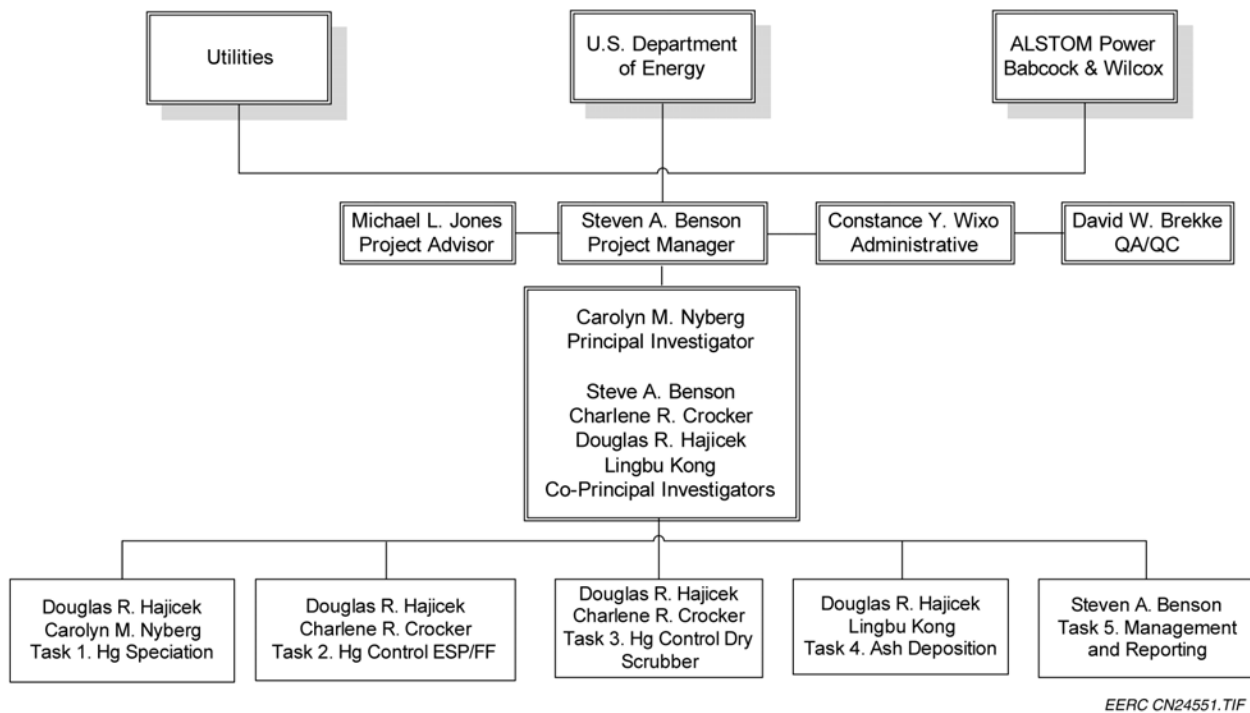 Utilities
U.S. Department
of Energy
ALSTOM Power
Babcock & Wilcox
Michael L. Jones
Project Advisor
Steven A. Benson
Project Manager
Constance Y. Wixo
Administrative
David W. Brekke
QA/QC
Carolyn M. Nyberg
Principal Investigator
Steve A. Benson
Charlene R. Crocker
Douglas R. Hajicek
Lingbu Kong
Co-Principal Investigators
Douglas R. Hajicek
Carolyn M. Nyberg
Task 1. Hg Speciation
Douglas R. Hajicek
Charlene R. Crocker
Task 2. Hg Control ESP/FF
Douglas R. Hajicek
Charlene R. Crocker
Task 3. Hg Control Dry
Scrubber
Douglas R. Hajicek
Lingbu Kong
Task 4. Ash Deposition
Steven A. Benson
Task 5. Management
and Reporting
EERC CN24551.TIF